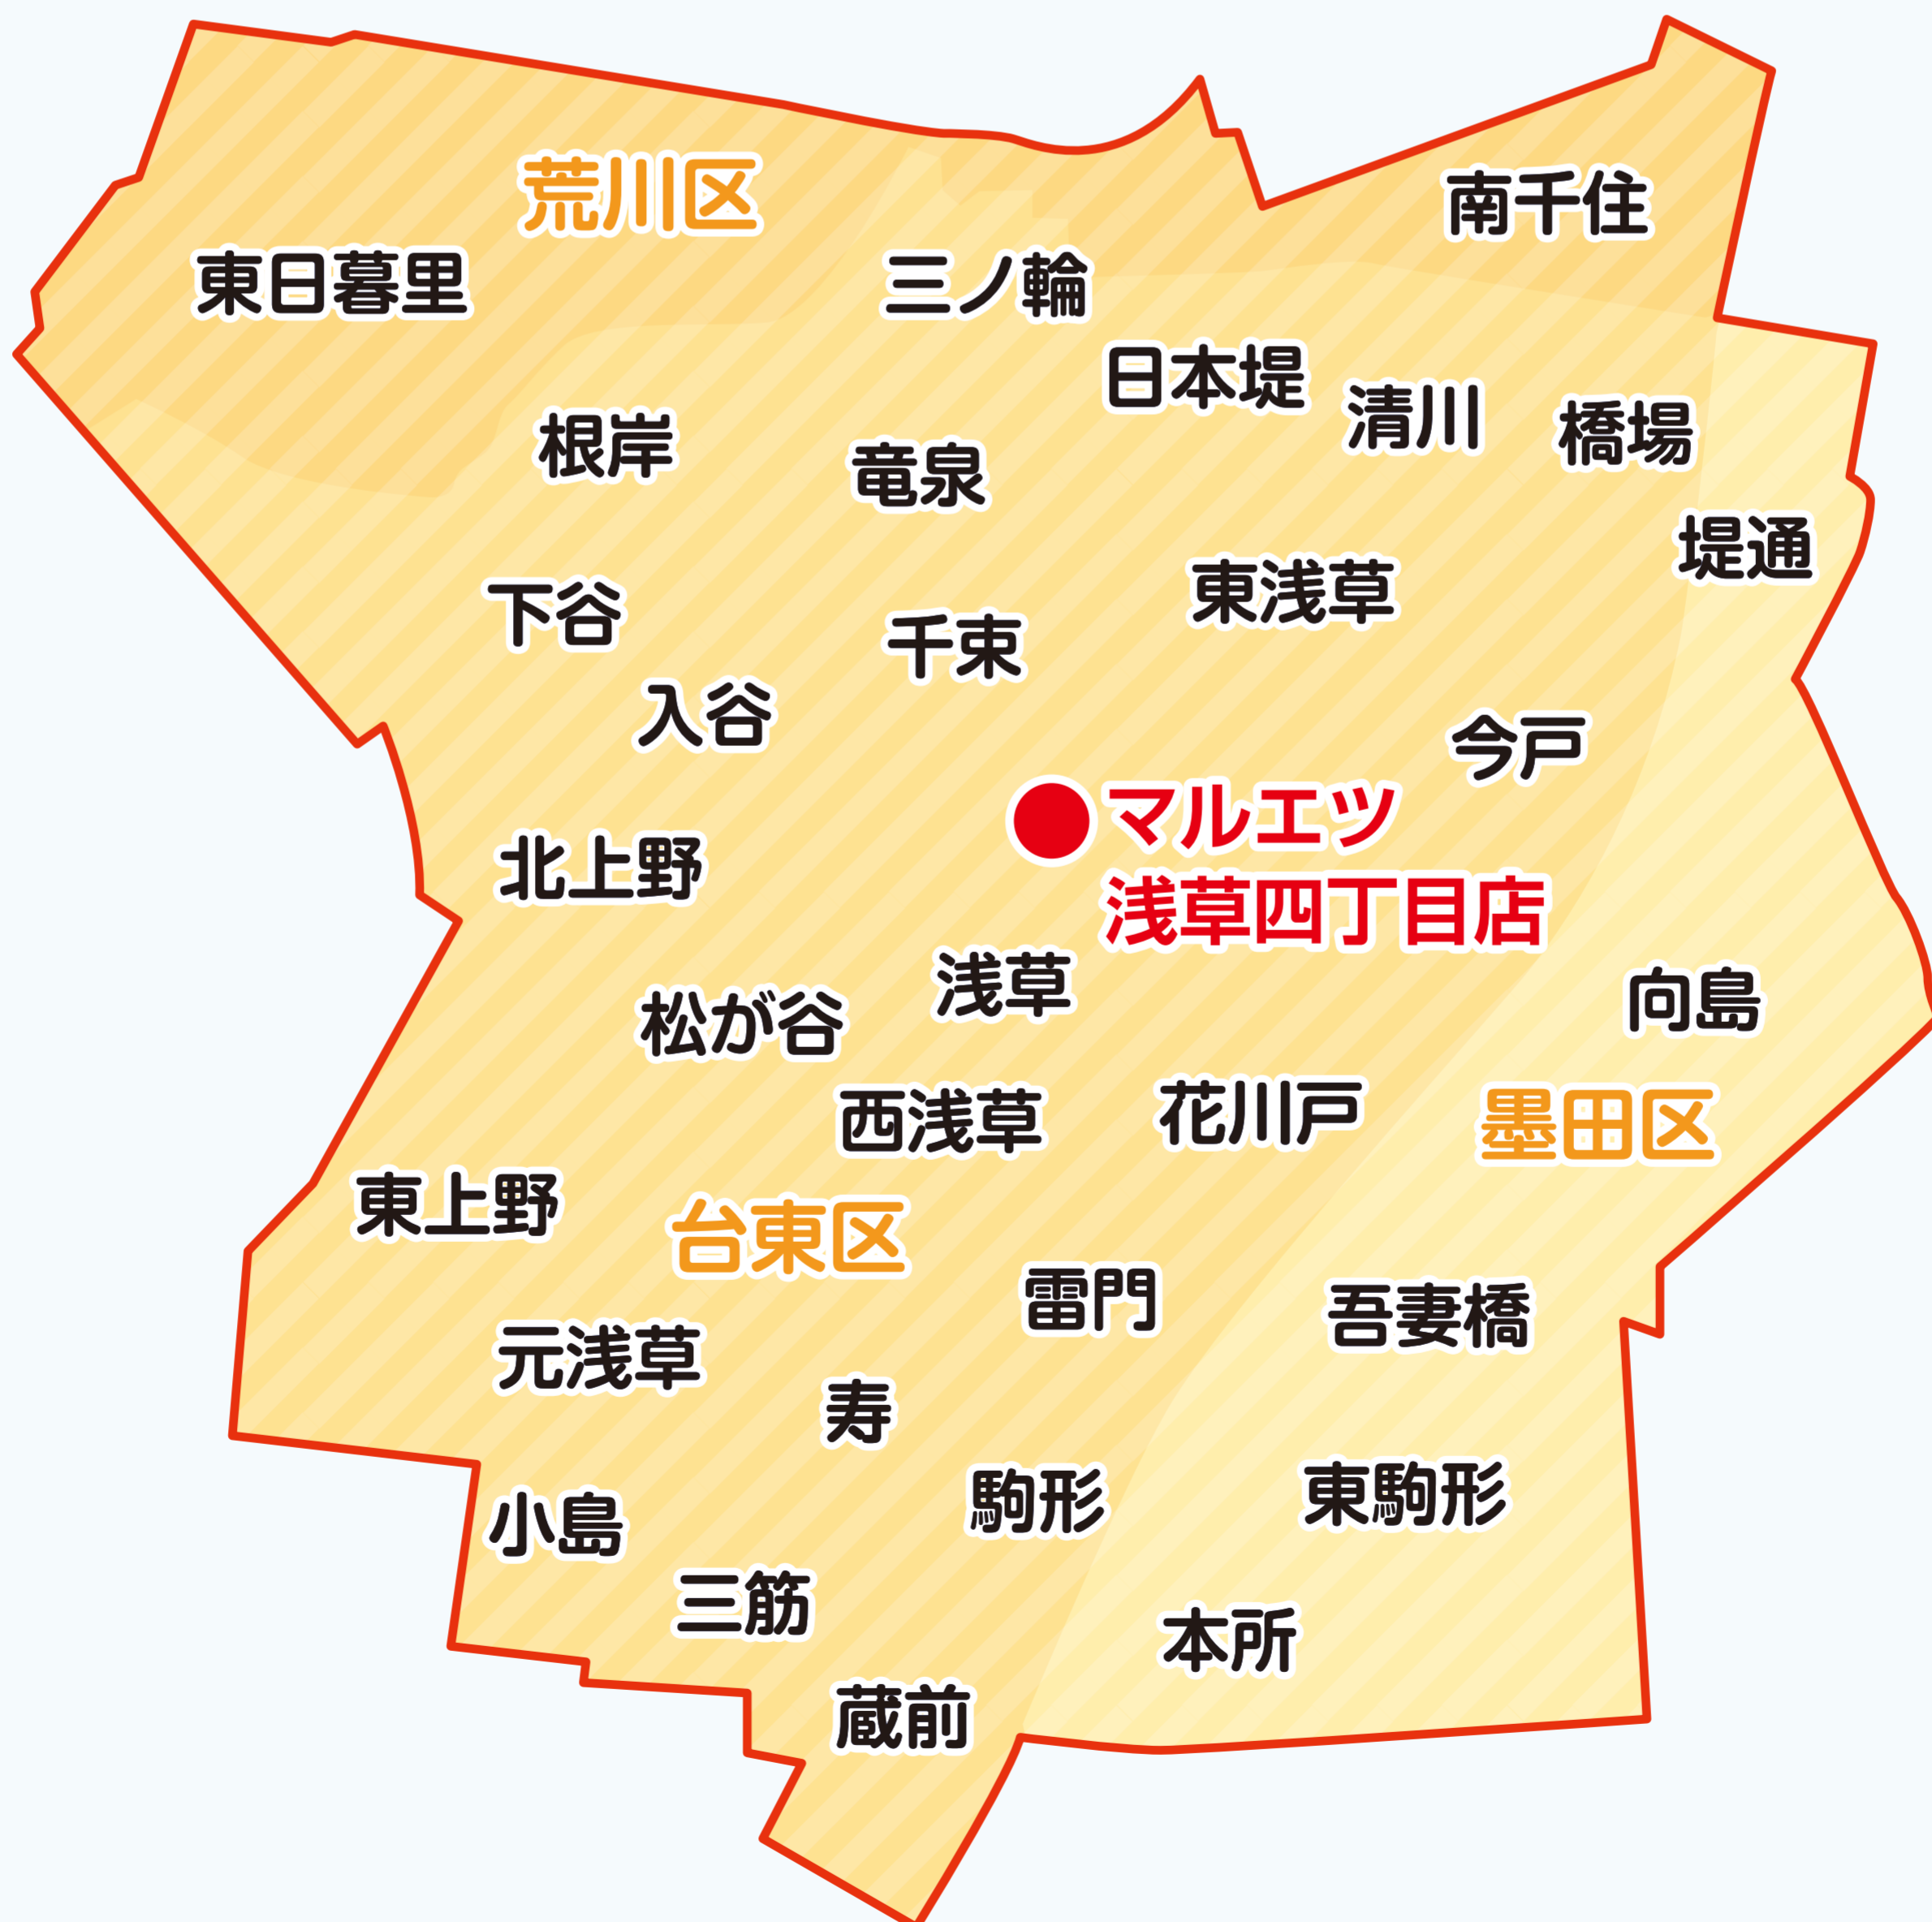 荒川区
南千住
東日暮里
三ノ輪
日本堤
清川
橋場
根岸
竜泉
堤通
東浅草
下谷
千束
入谷
今戸
マルエツ
浅草四丁目店
北上野
浅草
向島
松が谷
西浅草
花川戸
墨田区
東上野
台東区
雷門
吾妻橋
元浅草
寿
駒形
東駒形
小島
三筋
本所
蔵前